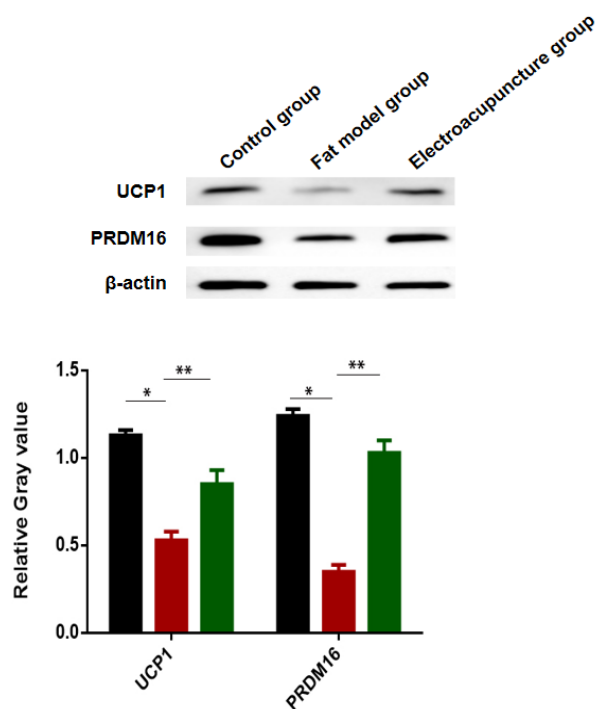 Control group
Fat model group
Electroacupuncture group
UCP1
PRDM16
β-actin
1.5
1.0
0.5
0.0
Relative Gray value
* ** * **
UCP1 PRDM16